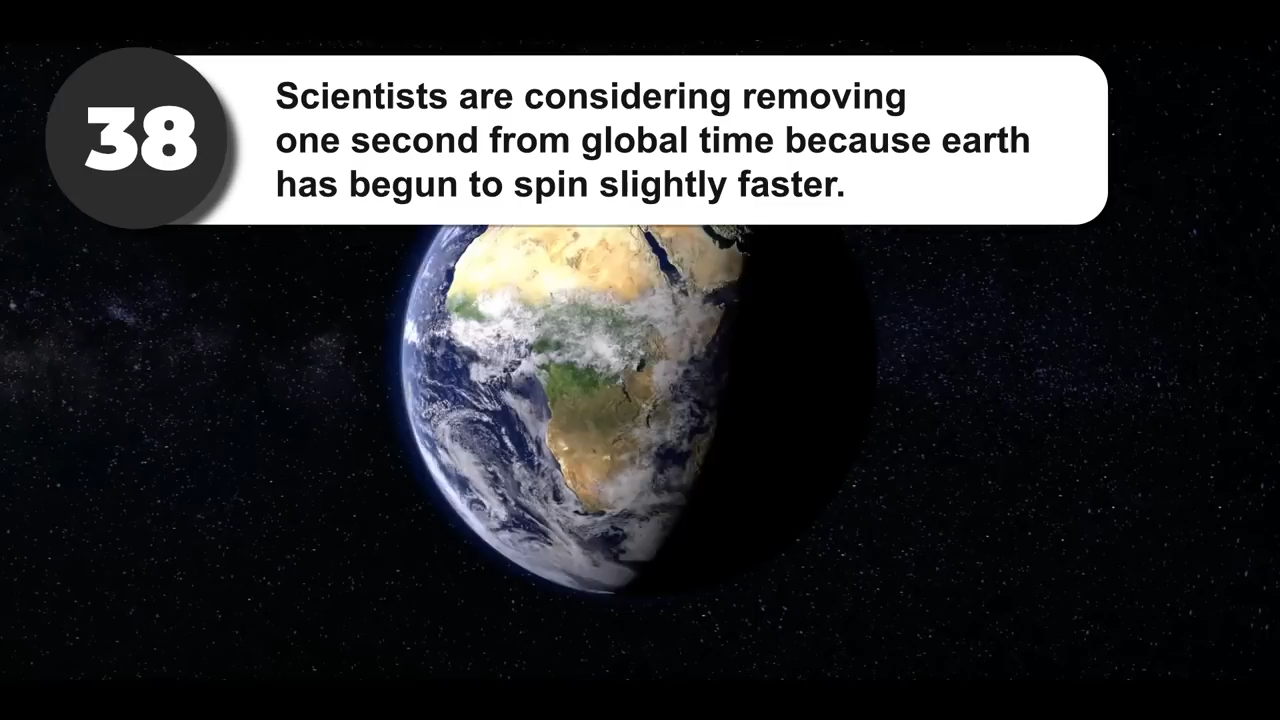 38
Scientists are considering removing
one second from global time because earth
has begun to spin slightly faster.